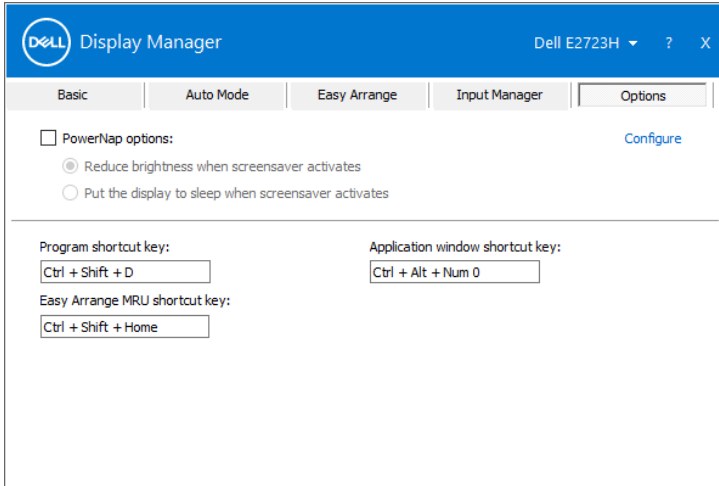 DELL Display Manager Dell E2723H ? X
Basic Auto Mode Easy Arrange Input Manager Options
PowerNap options: Configure
Reduce brightness when screensaver activates
Put the display to sleep when screensaver activates
Program shortcut key: Application window shortcut key:
Ctrl + Shift + D Ctrl + Alt + Num 0
Easy Arrange MRU shortcut key:
Ctrl + Shift + Home